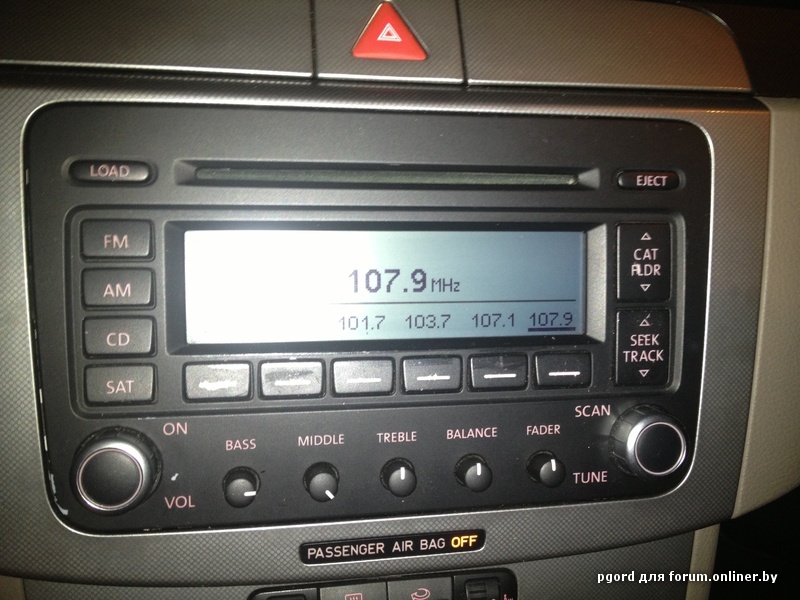 LOAD
EJECT
FM
AM
CD
SAT
107.9 MHz
101.7 103.7 107.1 107.9
CAT
FLDR
SEEK
TRACK
ON
VOL
BASS
MIDDLE
TREBLE
BALANCE
FADER
SCAN
TUNE
PASSENGER AIR BAG OFF
pgord для forum.onliner.by